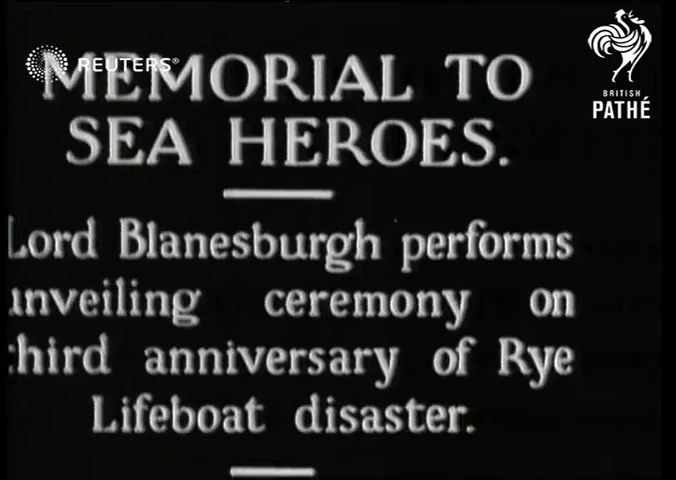 REUTERS®
BRITISH
PATHÉ
MEMORIAL TO
SEA HEROES.
Lord Blanesburgh performs
unveiling ceremony on
third anniversary of Rye
Lifeboat disaster.